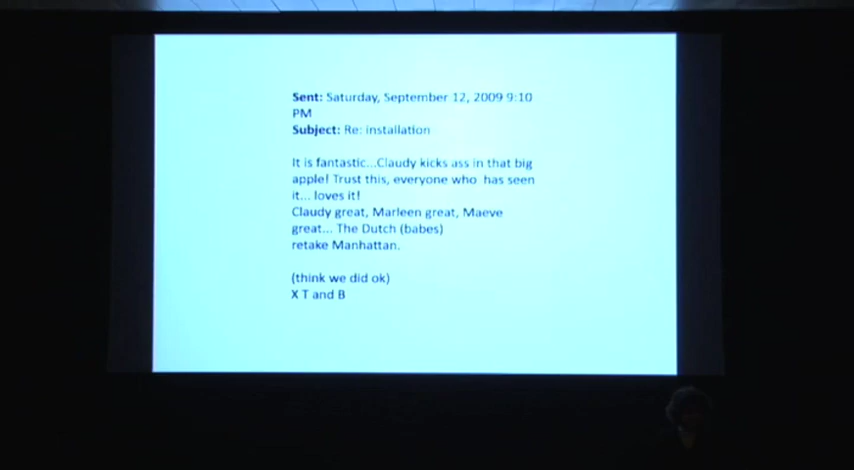 Sent: Saturday, September 12, 2009 9:10
PM
Subject: Re: installation
It is fantastic...Claudy kicks ass in that big
apple! Trust this, everyone who has seen
it... loves it!
Claudy great, Marleen great, Maeve
great... The Dutch (babes)
retake Manhattan.
(think we did ok)
X T and B